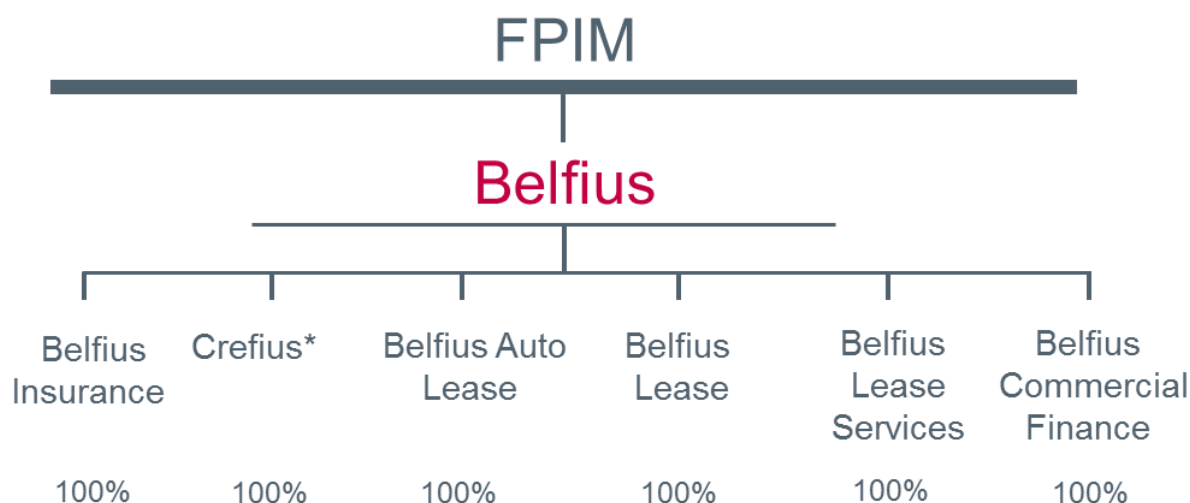 FPIM
Belfius
Belfius
Insurance
Crefius*
Belfius Auto
Lease
Belfius
Lease
Belfius
Lease
Services
Belfius
Commercial
Finance
100%
100%
100%
100%
100%
100%